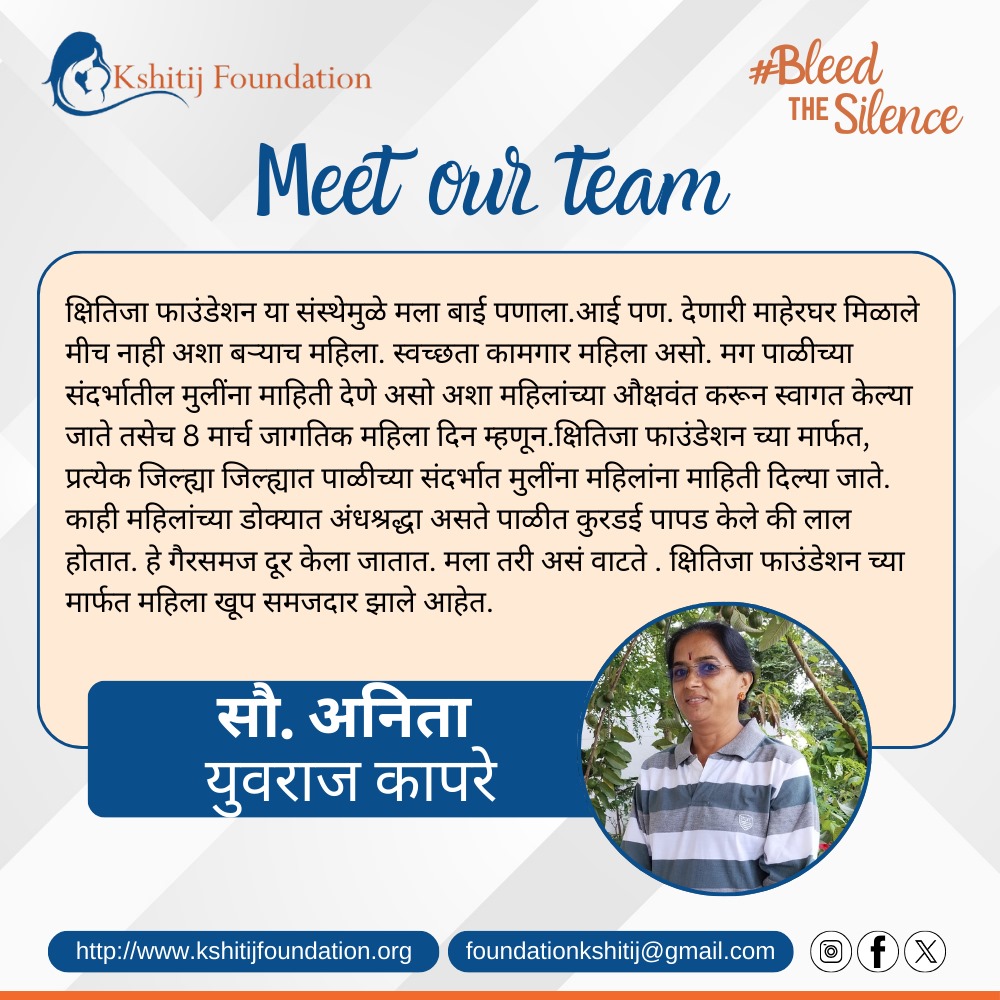 Kshitij Foundation
#Bleed
THE Silence
Meet our team
क्षितिजा फाउंडेशन या संस्थेमुळे मला बाई पणाला.आई पण. देणारी माहेरघर मिळाले
मीच नाही अशा बऱ्याच महिला. स्वच्छता कामगार महिला असो. मग पाळीच्या
संदर्भातील मुलींना माहिती देणे असो अशा महिलांच्या औक्षवंत करून स्वागत केल्या
जाते तसेच 8 मार्च जागतिक महिला दिन म्हणून.क्षितिजा फाउंडेशन च्या मार्फत,
प्रत्येक जिल्ह्या जिल्ह्यात पाळीच्या संदर्भात मुलींना महिलांना माहिती दिल्या जाते.
काही महिलांच्या डोक्यात अंधश्रद्धा असते पाळीत कुरडई पापड केले की लाल
होतात. हे गैरसमज दूर केला जातात. मला तरी असं वाटते . क्षितिजा फाउंडेशन च्या
मार्फत महिला खूप समजदार झाले आहेत.
सौ. अनिता
युवराज कापरे
http://www.kshitijfoundation.org
foundationkshitij@gmail.com